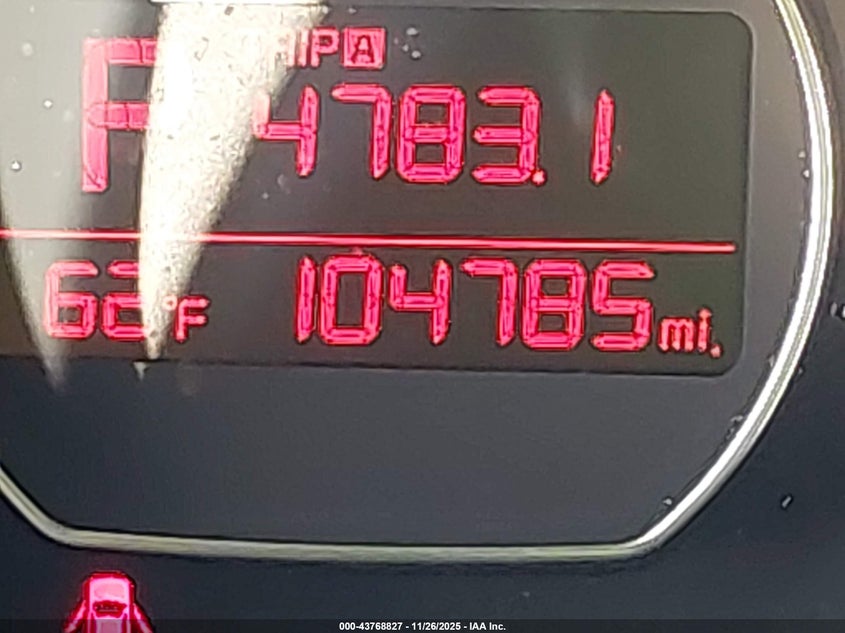 TRIP A
4783.1
62°F 104785 mi.
000-43768827 - 11/26/2025 - IAA Inc.